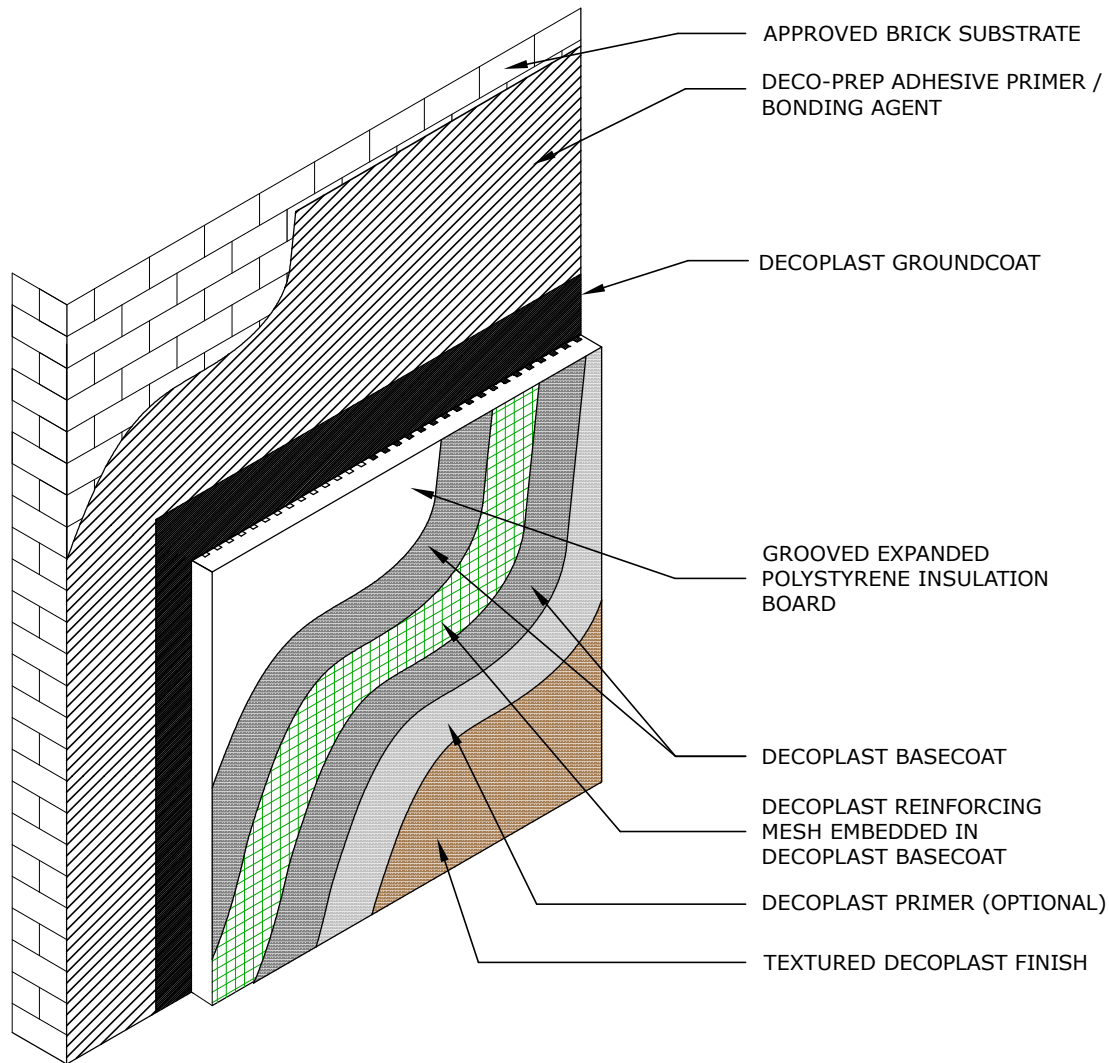 APPROVED BRICK SUBSTRATE
DECO-PREP ADHESIVE PRIMER /
BONDING AGENT
DECOPLAST GROUNDCOAT
GROOVED EXPANDED
POLYSTYRENE INSULATION
BOARD
DECOPLAST BASECOAT
DECOPLAST REINFORCING
MESH EMBEDDED IN
DECOPLAST BASECOAT
DECOPLAST PRIMER (OPTIONAL)
TEXTURED DECOPLAST FINISH